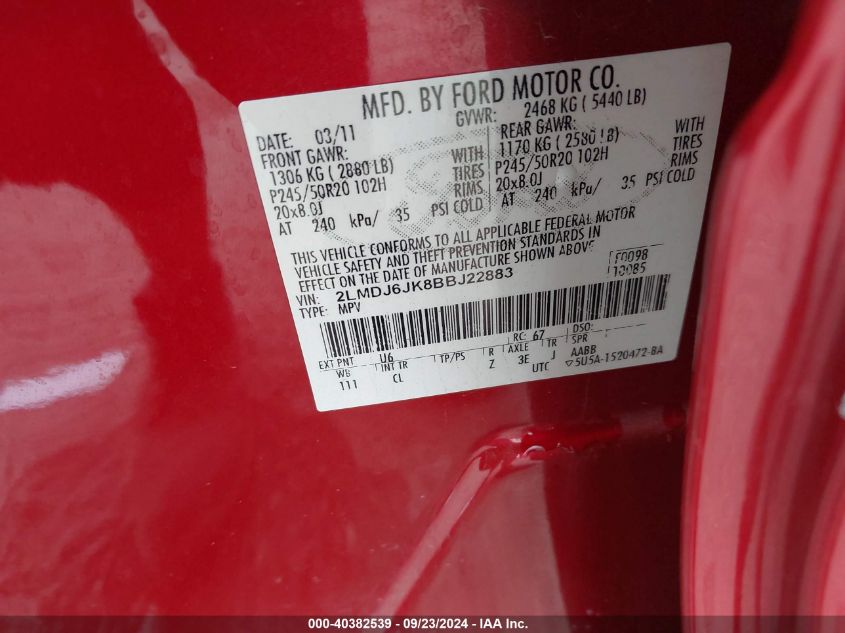 MFD. BY FORD MOTOR CO.
DATE: 03/11
GVWR: 2468 KG ( 5440 LB)
FRONT GAWR:
1306 KG ( 2880 LB)
P245/50R20 102H
20x8.0J
WITH
TIRES
RIMS
AT 240 kPa/ 35 PSI COLD
REAR GAWR:
1170 KG ( 2580 LB)
P245/50R20 102H
20x8.0J
WITH
TIRES
RIMS
AT 240 kPa/ 35 PSI COLD
THIS VEHICLE CONFORMS TO ALL APPLICABLE FEDERAL MOTOR
VEHICLE SAFETY AND THEFT PREVENTION STANDARDS IN
EFFECT ON THE DATE OF MANUFACTURE SHOWN ABOVE
VIN: 2LMDJ6JK8BBJ22883
TYPE: MPV
F0098
10085
EXT PNT U6 RC: 67 DSO:
WB INT TR TP/PS R AXLE TR SPR
111 CL Z 3E J AABB
UTC ▽5U5A-1520472-BA
000-40382539 - 09/23/2024 - IAA Inc.